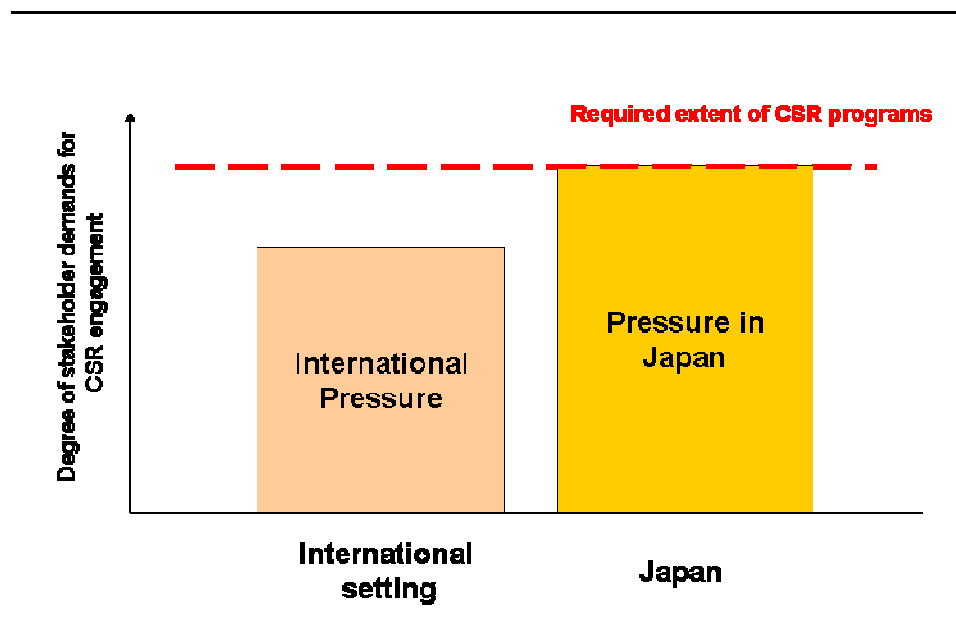 Required extent of CSR programs
Degree of stakeholder demands for
CSR engagement
International
Pressure
Pressure in
Japan
International
setting
Japan